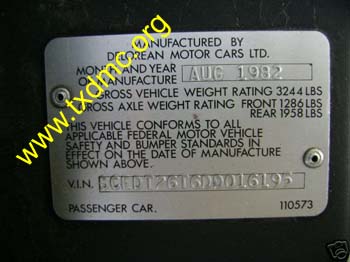 MANUFACTURED BY
DELOREAN MOTOR CARS LTD.
MONTH AND YEAR
OF MANUFACTURE AUG 1982
GROSS VEHICLE WEIGHT RATING 3244 LBS
GROSS AXLE WEIGHT RATING FRONT 1286 LBS
REAR 1958 LBS
THIS VEHICLE CONFORMS TO ALL
APPLICABLE FEDERAL MOTOR VEHICLE
SAFETY AND BUMPER STANDARDS IN
EFFECT ON THE DATE OF MANUFACTURE
SHOWN ABOVE.
V.I.N.
PASSENGER CAR. 110573
www.txdmc.org